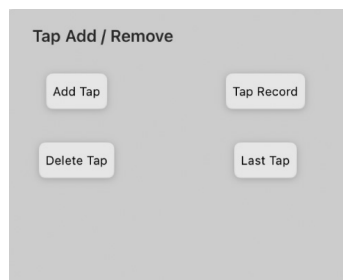 Tap Add / Remove
Add Tap
Tap Record
Delete Tap
Last Tap